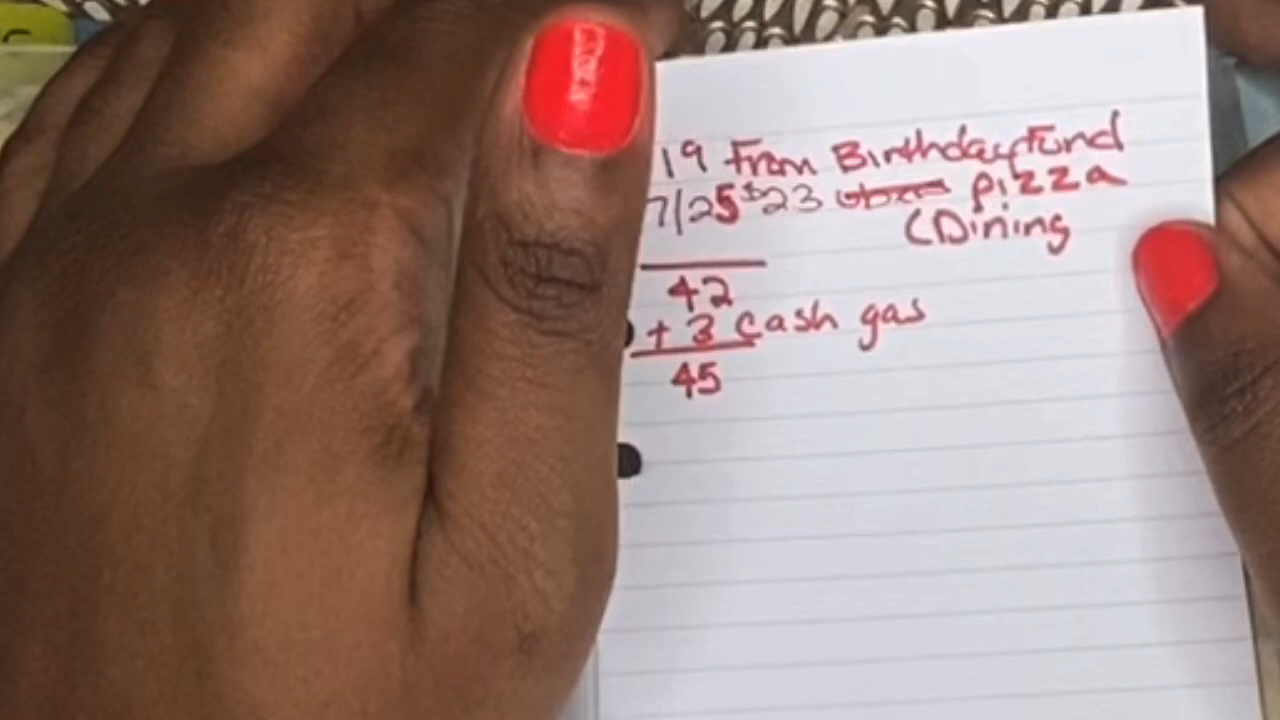 19 From Birthday Fund
7/25 $23 pizza
(Dining
42
+ 3 cash gas
45